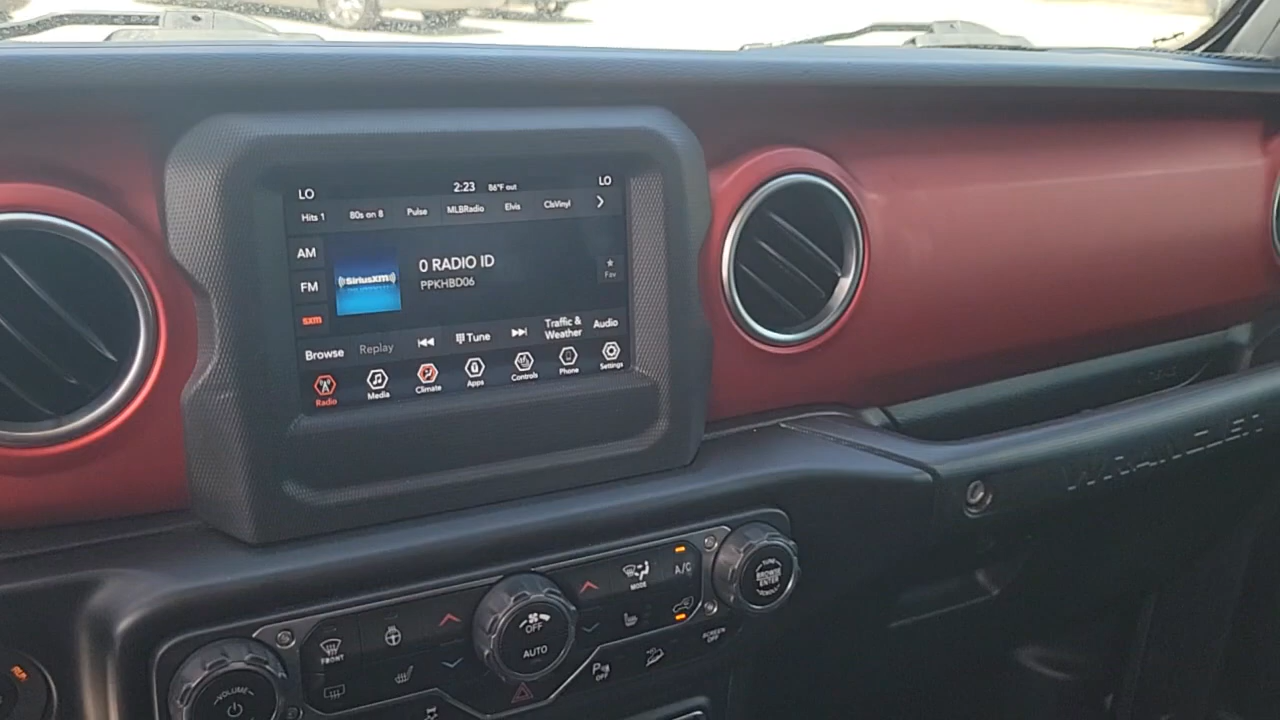 LO
2:23 86°F out
LO
Hits 1 80s on 8 Pulse MLBRadio Elvis ClsVinyl
AM
FM
sxm
((SiriusXM))
0 RADIO ID
PPKHBD06
Fav
Browse Replay Tune Traffic & Weather Audio
Radio Media Climate Apps Controls Phone Settings
WRANGLER
FRONT
OFF
AUTO
MODE
A/C
TUNE
BROWSE
ENTER
SCROLL
VOLUME
OFF
SCREEN
OFF